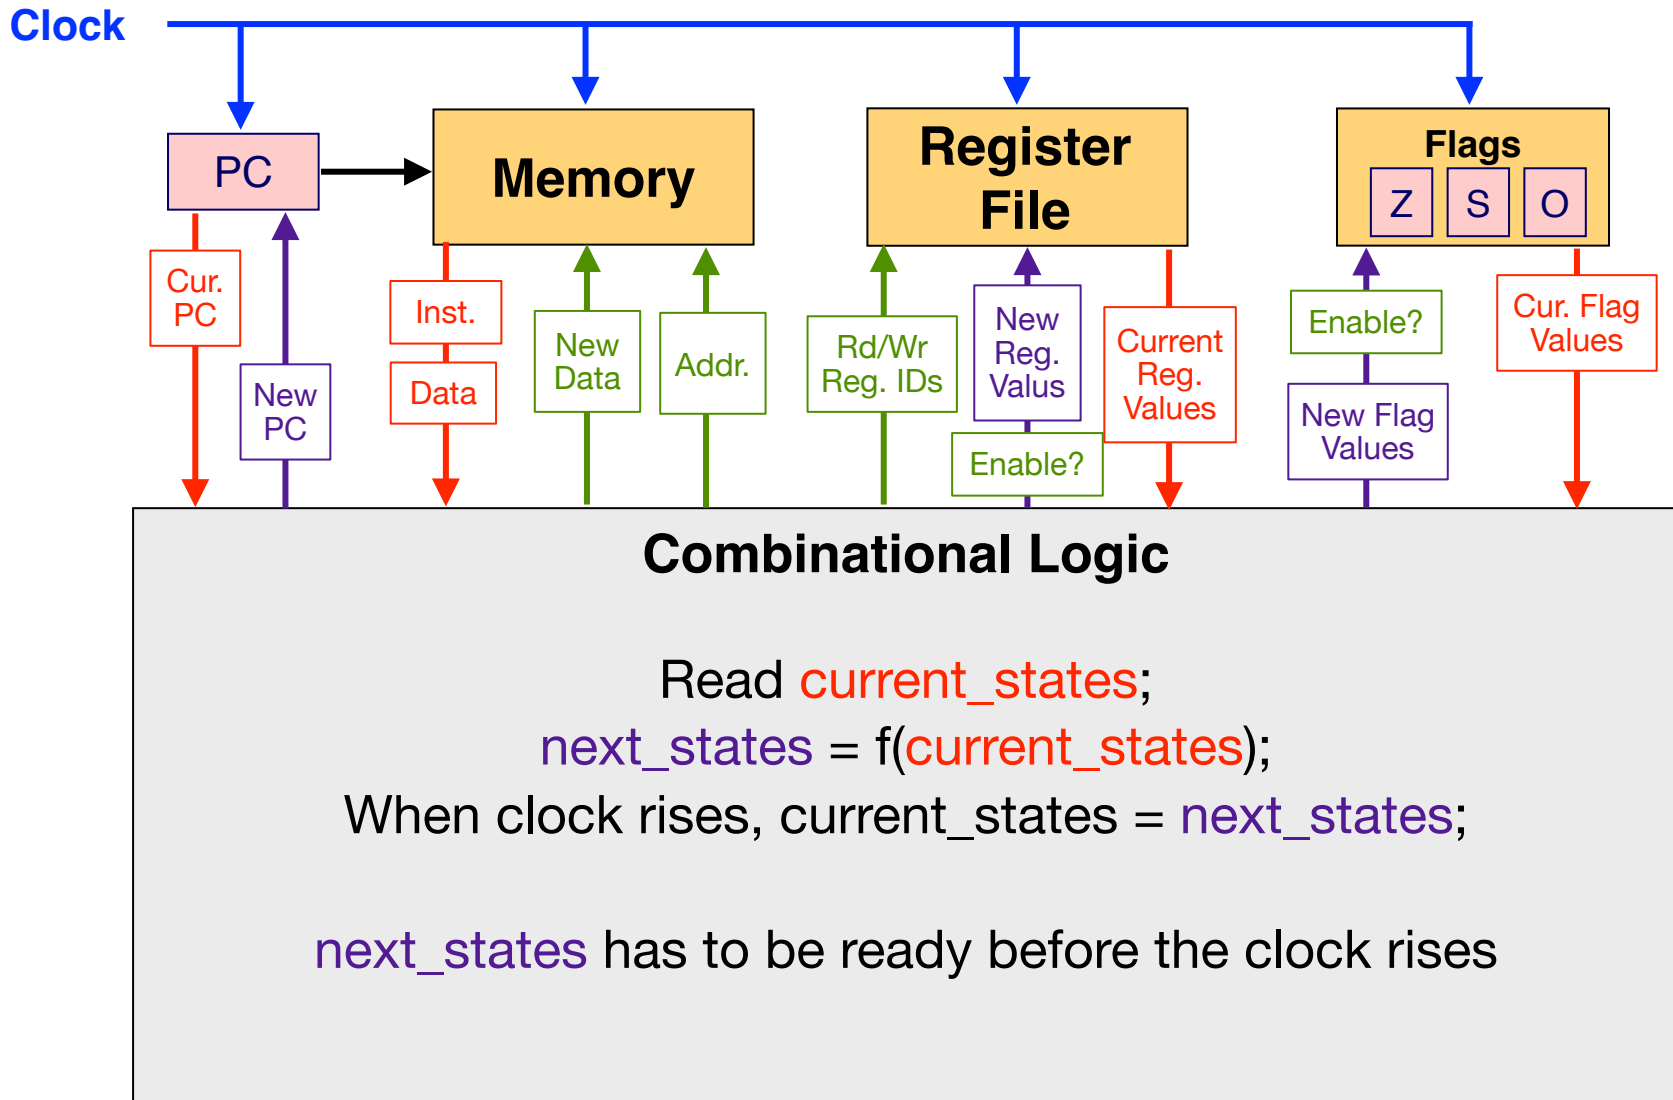 Clock
PC
Memory
Register
File
Flags
Z S O
Cur.
PC
New
PC
Inst.
Data
New
Data
Addr.
Rd/Wr
Reg. IDs
New
Reg.
Valus
Enable?
Current
Reg.
Values
Enable?
New Flag
Values
Cur. Flag
Values
Combinational Logic
Read current_states;
next_states = f(current_states);
When clock rises, current_states = next_states;
next_states has to be ready before the clock rises